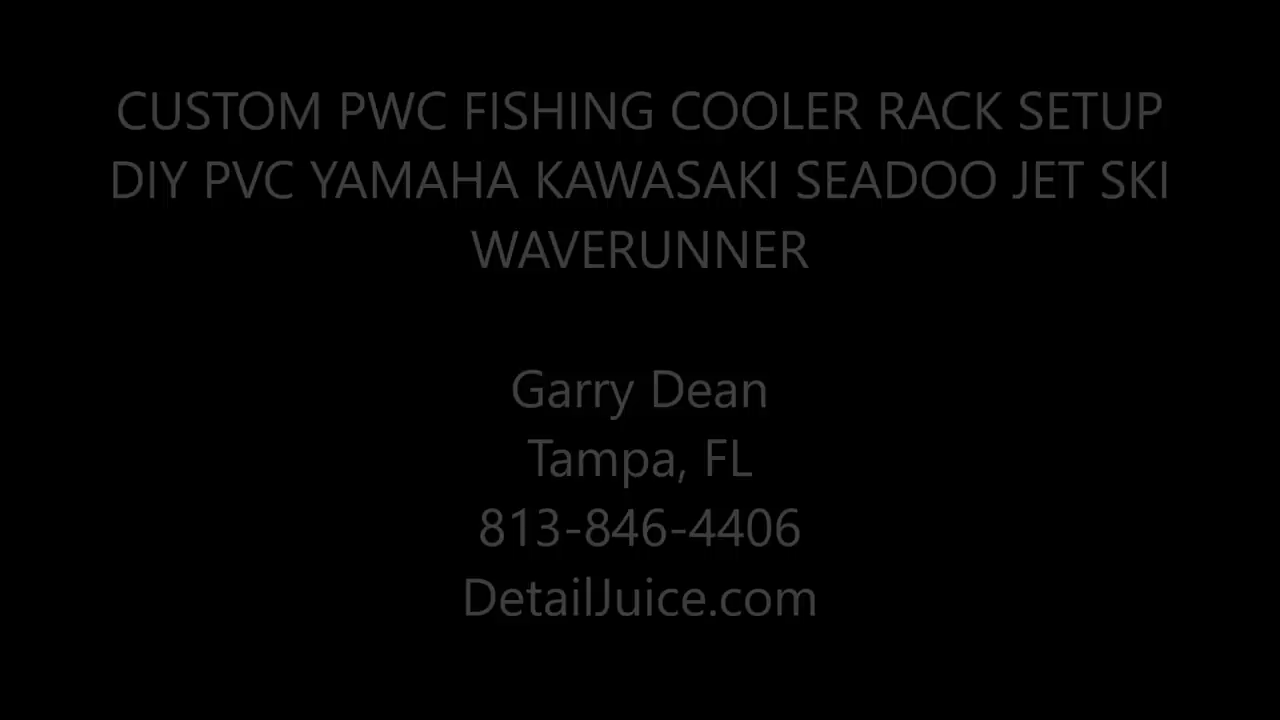 CUSTOM PWC FISHING COOLER RACK SETUP
DIY PVC YAMAHA KAWASAKI SEADOO JET SKI
WAVERUNNER
Garry Dean
Tampa, FL
813-846-4406
DetailJuice.com